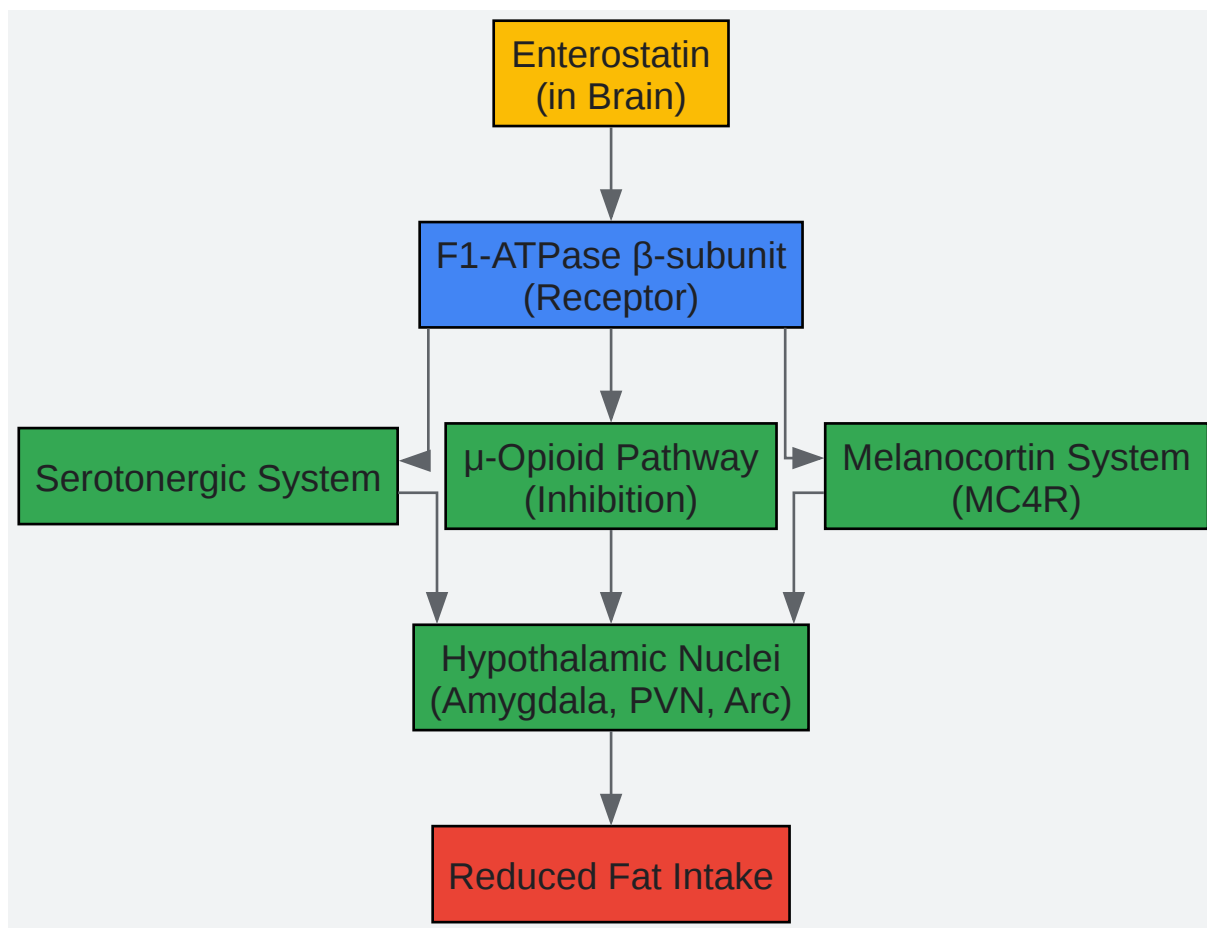 Enterostatin
(in Brain)
F1-ATPase β-subunit
(Receptor)
Serotonergic System
μ-Opioid Pathway
(Inhibition)
Melanocortin System
(MC4R)
Hypothalamic Nuclei
(Amygdala, PVN, Arc)
Reduced Fat Intake